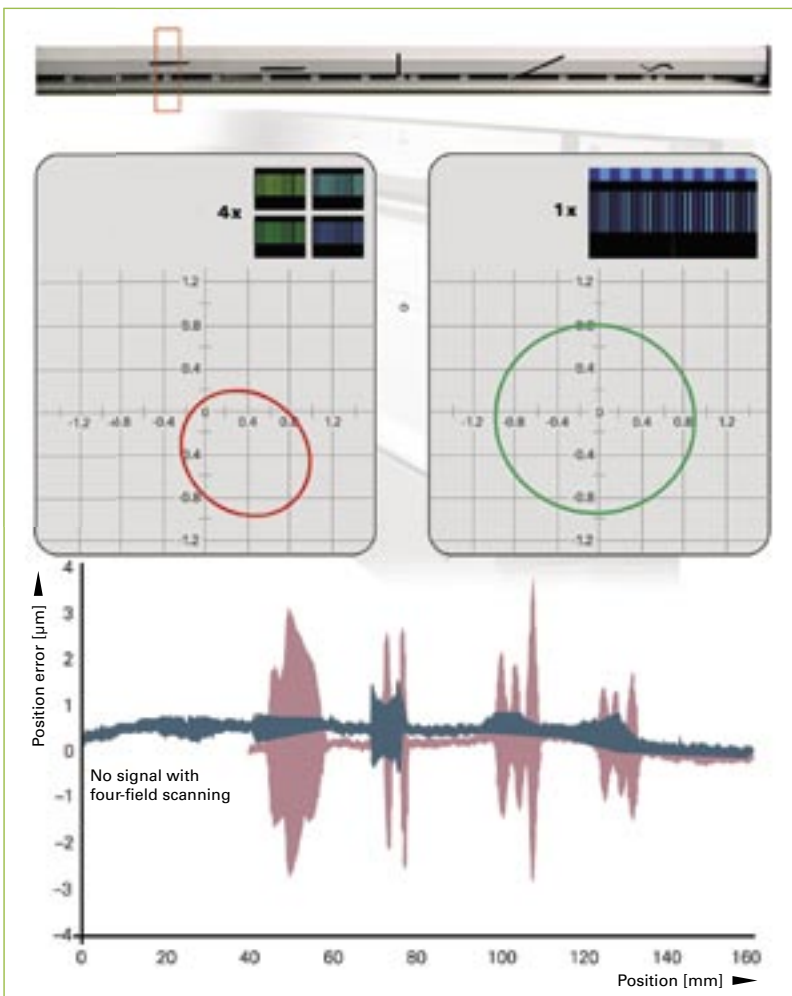 4x
1.2
0.8
0.4
-1.2 -0.8 -0.4 0 0.4 0.8 1.2
-0.4
-0.8
-1.2
1x
1.2
0.8
0.4
-1.2 -0.8 -0.4 0 0.4 0.8 1.2
-0.4
-0.8
-1.2
Position error [µm]
4
3
2
1
0
−1
−2
−3
−4
No signal with
four-field scanning
0 20 40 60 80 100 120 140 160
Position [mm]